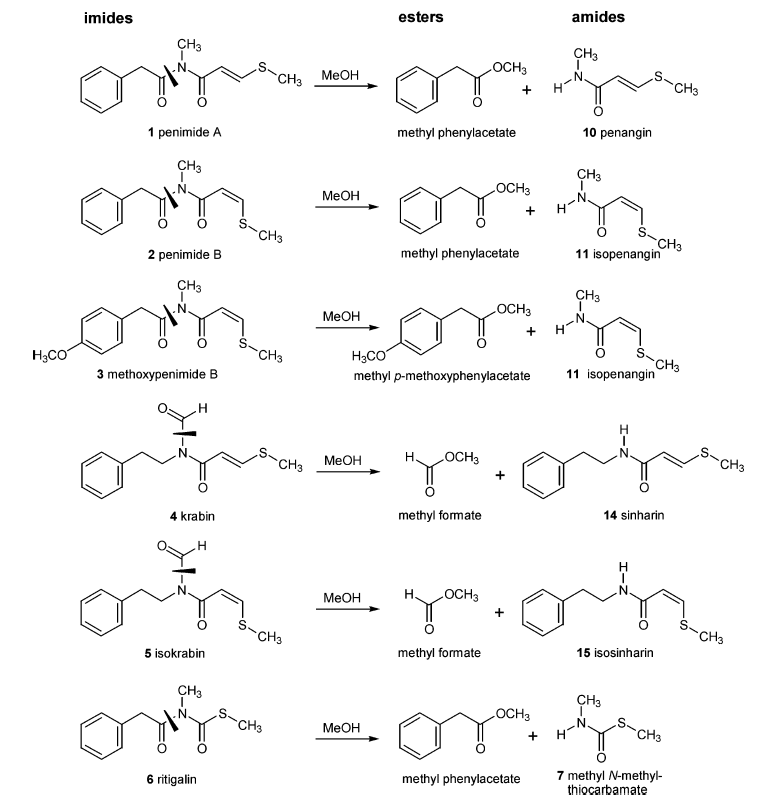 imides esters amides
CH₃
N
O O
S
CH₃
MeOH
OCH₃
O
+
CH₃
N
H
O
S
CH₃
1 penimide A methyl phenylacetate 10 penangin
CH₃
N
O O
S
CH₃
MeOH
OCH₃
O
+
CH₃
N
H
O
S
CH₃
2 penimide B methyl phenylacetate 11 isopenangin
CH₃
N
O O
S
CH₃
H₃CO
MeOH
OCH₃
O
H₃CO
+
CH₃
N
H
O
S
CH₃
3 methoxypenimide B methyl p-methoxyphenylacetate 11 isopenangin
O H
N
O
S
CH₃
MeOH
H OCH₃
O
+
H
N
O
S
CH₃
4 krabin methyl formate 14 sinharin
O H
N
O
S
CH₃
MeOH
H OCH₃
O
+
H
N
O
S
CH₃
5 isokrabin methyl formate 15 isosinharin
CH₃
N
S
CH₃
O O
MeOH
OCH₃
O
+
CH₃
N
H
S
CH₃
O
6 ritigalin methyl phenylacetate 7 methyl N-methyl-
thiocarbamate